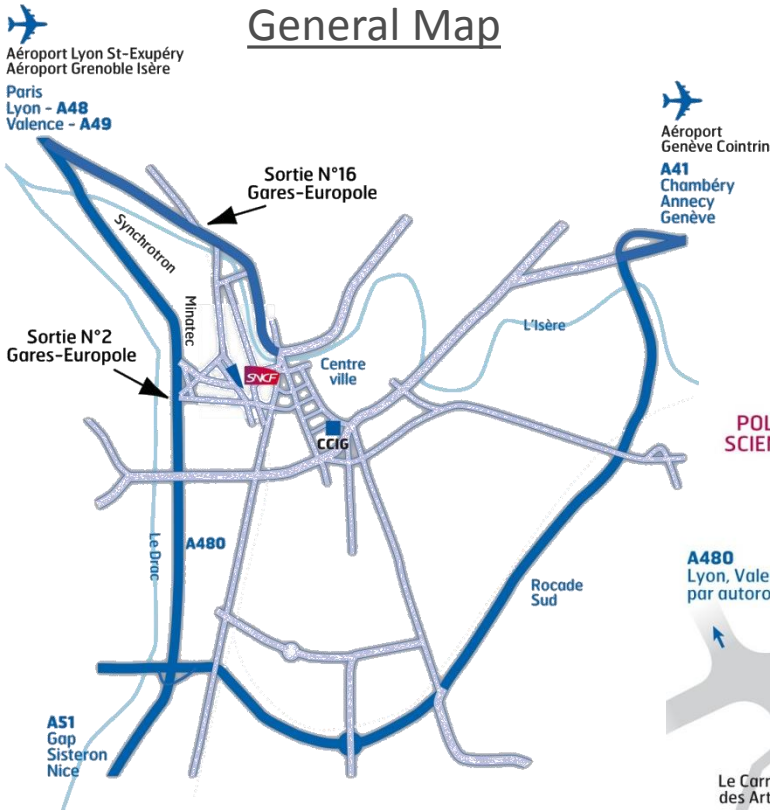 General Map
Aéroport Lyon St-Exupéry
Aéroport Grenoble Isère
Paris
Lyon - A48
Valence - A49
Aéroport
Genève Cointrin
A41
Chambéry
Annecy
Genève
Sortie N°16
Gares-Europole
Synchrotron
Minatec
Sortie N°2
Gares-Europole
SNCF
Centre
ville
L'Isère
CCIG
POL
SCIEN
A480
Le Drac
Rocade
Sud
A480
Lyon, Vale
par autoro
A51
Gap
Sisteron
Nice
Le Carr
des Art